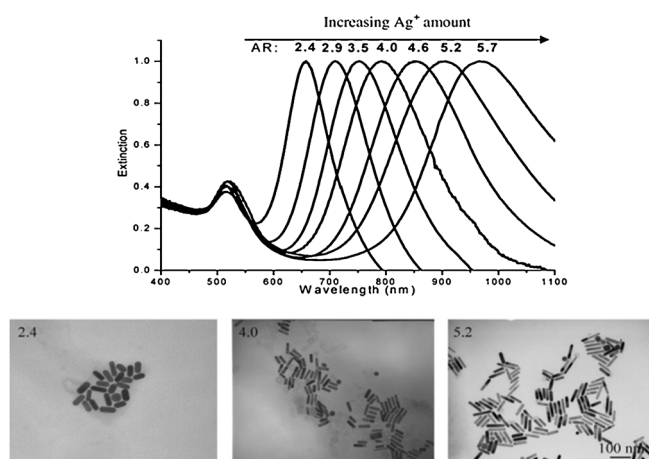 Increasing Ag+ amount
AR: 2.4 2.9 3.5 4.0 4.6 5.2 5.7
1.0
0.8
0.6
0.4
0.2
0.0
Extinction
400 500 600 700 800 900 1000 1100
Wavelength (nm)
2.4
4.0
5.2
100 nm